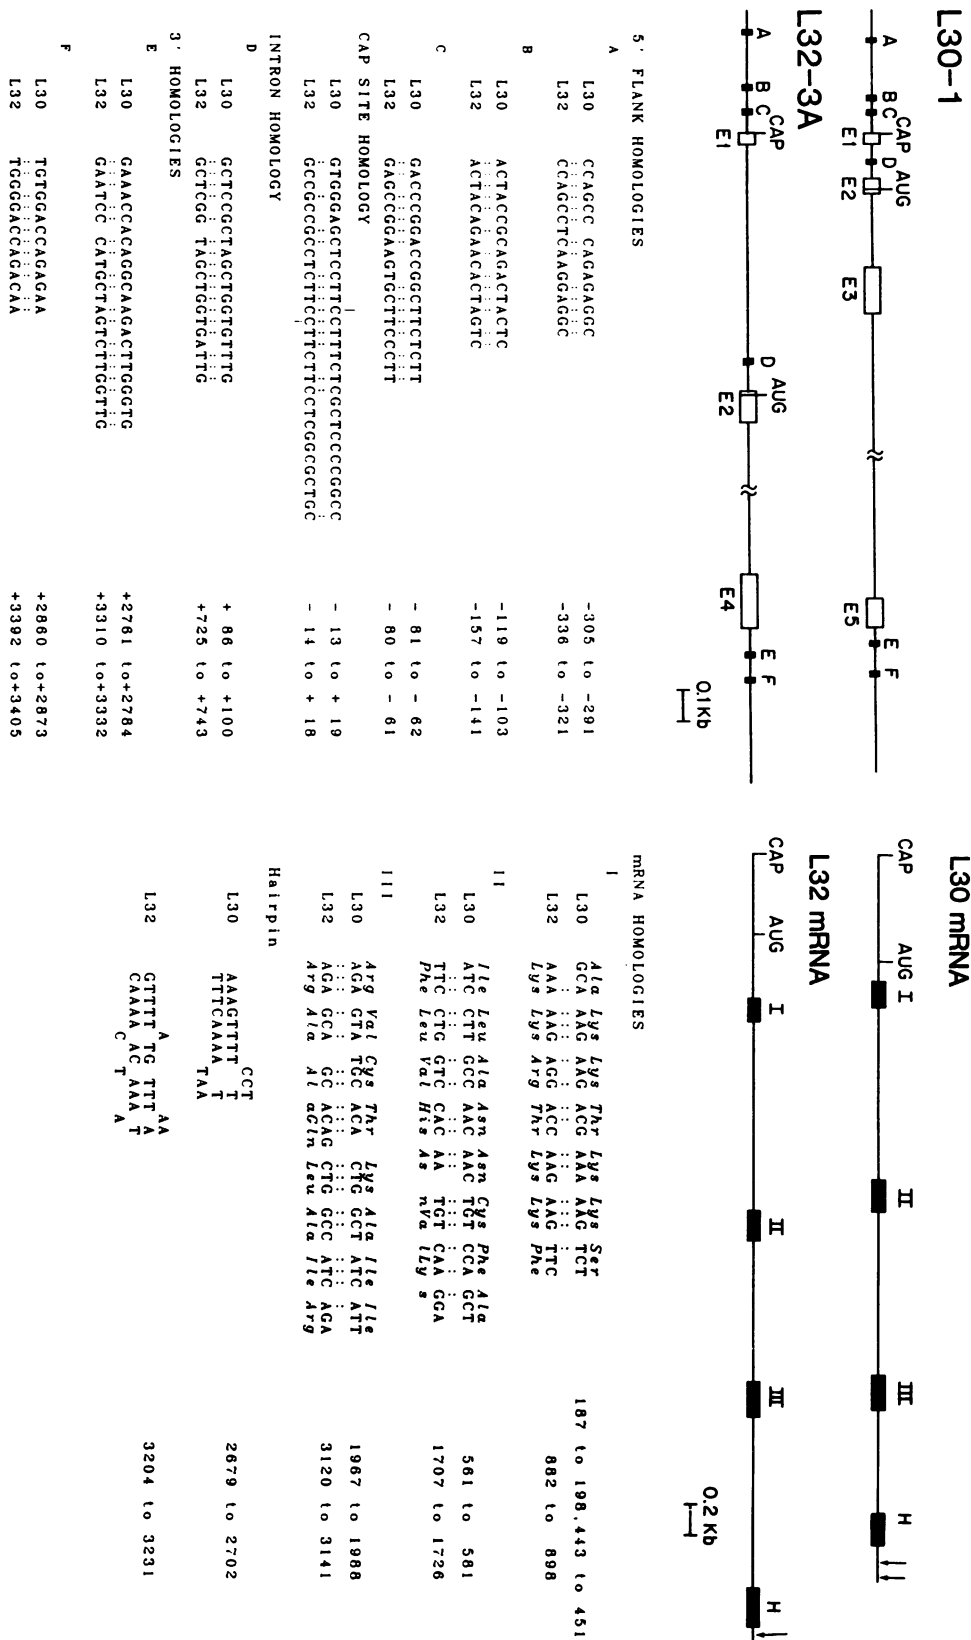 L30-1
A
B
C
CAP
E1
D
AUG
E2
E3
E5
E
F
L32-3A
A
B
C
CAP
E1
D
AUG
E2
E4
E
F
0.1 Kb
5' FLANK HOMOLOGIES
A
L30 CCAGCC CAGAGAGGC -305 to -291
L32 CCAGCCTCAAGGAGGC -336 to -321
B
L30 ACTACCGCAGACTACTC -119 to -103
L32 ACTACAGAACACTAGTC -157 to -141
C
L30 GACCCGGACCGGCTTCTCTT - 81 to - 62
L32 GAGCCGGAAGTGCTTCCCTT - 80 to - 61
CAP SITE HOMOLOGY
L30 GTGGAGCTCCTTCCTTTCTCGCTCCCCGGCC - 13 to + 19
L32 GCCGCCGCCTCTTCCTTCTTCCTCGGCGCTGC - 14 to + 18
INTRON HOMOLOGY
D
L30 GCTCCGCTAGCTGGTGTTTG + 86 to +100
L32 GCTCGG TAGCTGGTGATTG +725 to +743
3' HOMOLOGIES
E
L30 GAAACCACAGGCAAGACTTGGGTG +2761 to+2784
L32 GAATCC CATGCTAGTCTTGGTTG +3310 to+3332
F
L30 TGTGGACCAGAGAA +2860 to+2873
L32 TGGGGACCAGACAA +3392 to+3405
L30 mRNA
CAP
AUG
I
II
III
H
L32 mRNA
CAP
AUG
I
II
III
H
0.2 Kb
mRNA HOMOLOGIES
I
Ala Lys Lys Thr Lys Lys Ser
L30 GCA AAG AAG ACG AAA AAG TCT 187 to 198,443 to 451
L32 AAA AAG AGG ACC AAG AAG TTC 882 to 898
Lys Lys Arg Thr Lys Lys Phe
II
Ile Leu Ala Asn Asn Cys Phe Ala
L30 ATC CTT GCC AAC AAC TGT CCA GCT 561 to 581
L32 TTC CTG GTC CAC AA TGT CAA GGA 1707 to 1726
Phe Leu Val His As nVa lLy s
III
Arg Val Cys Thr Lys Ala Ile Ile
L30 AGA GTA TGC ACA CTG GCT ATC ATT 1967 to 1988
L32 AGA GCA GC ACAG CTG GCC ATC AGA 3120 to 3141
Arg Ala Al aGln Leu Ala Ile Arg
Hairpin
CCT
L30 AAAGTTTT T 2679 to 2702
TTTCAAAA T
TAA
A AA
L32 GTTTT TG TTT A 3204 to 3231
CAAAA AC AAA T
C T A